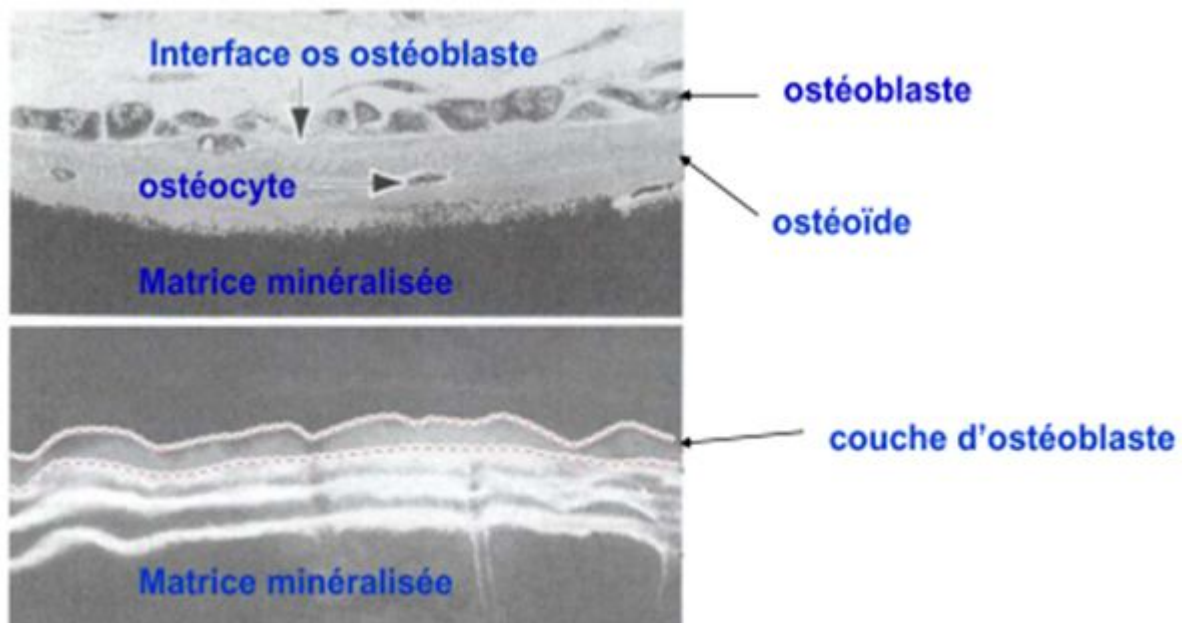 Interface os ostéoblaste
ostéoblaste
ostéocyte
ostéoïde
Matrice minéralisée
couche d'ostéoblaste
Matrice minéralisée